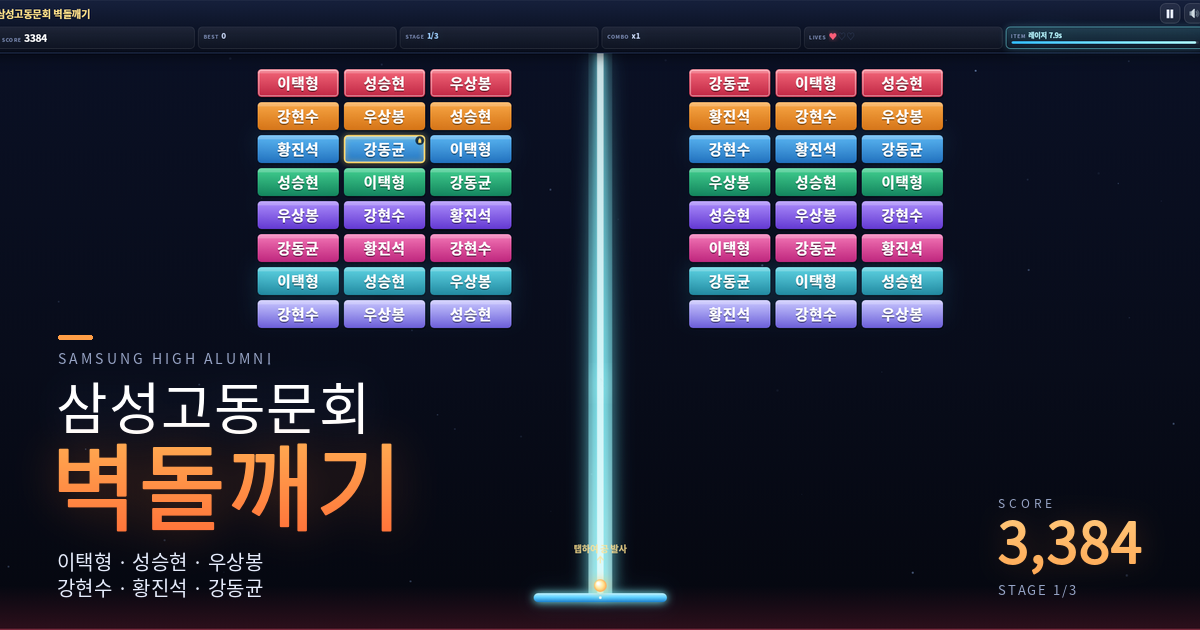 삼성고동문회 벽돌깨기
SCORE 3384
BEST 0
STAGE 1/3
COMBO x1
LIVES
ITEM 레이저 7.9s
이택형 성승현 우상봉 강동균 이택형 성승현
강현수 우상봉 성승현 황진석 강현수 우상봉
황진석 강동균 이택형 강현수 황진석 강동균
성승현 이택형 강동균 우상봉 성승현 이택형
우상봉 강현수 황진석 성승현 우상봉 강현수
강동균 황진석 강현수 이택형 강동균 황진석
이택형 성승현 우상봉 강동균 이택형 성승현
강현수 우상봉 성승현 황진석 강현수 우상봉
SAMSUNG HIGH ALUMNI
삼성고동문회
벽돌깨기
이택형 · 성승현 · 우상봉
강현수 · 황진석 · 강동균
발사
SCORE
3,384
STAGE 1/3